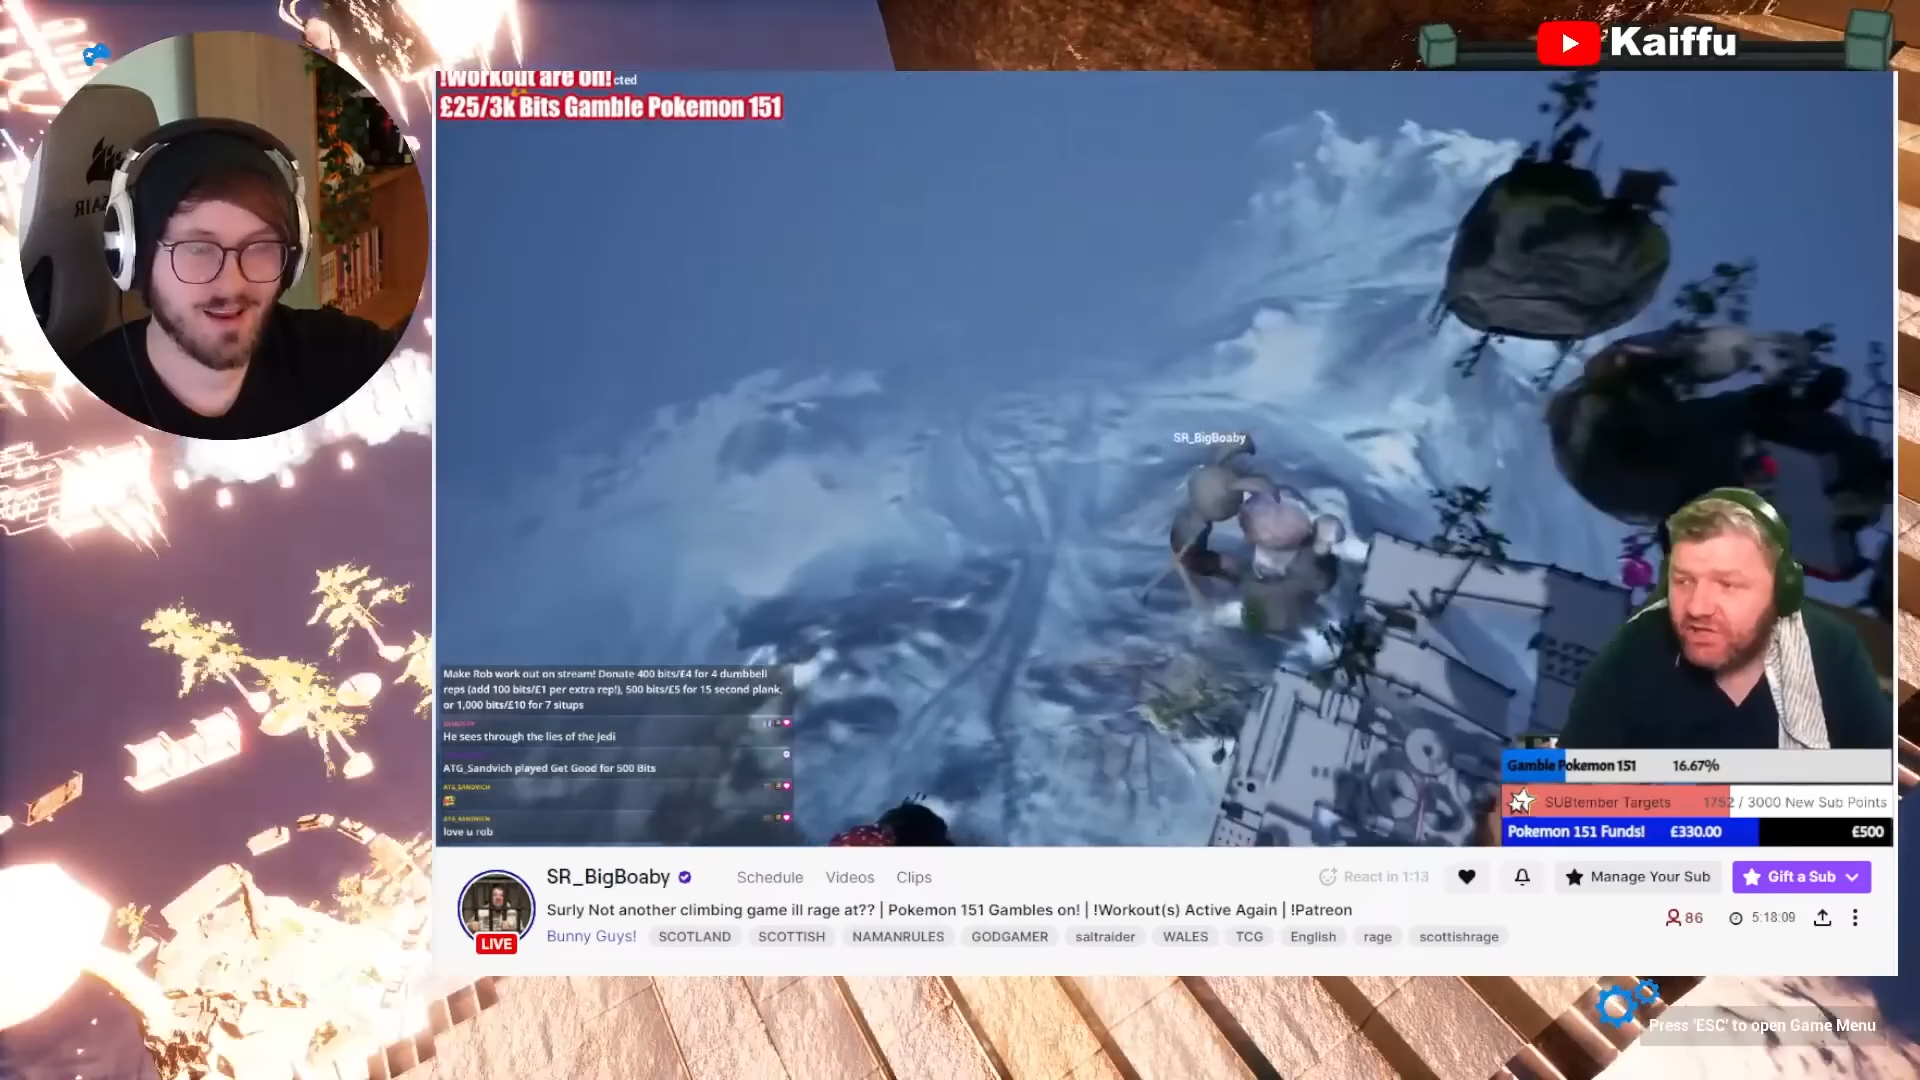 Kaiffu
!Workout are on! cted
£25/3k Bits Gamble Pokemon 151
SR_BigBoaby
Make Rob work out on stream! Donate 400 bits/£4 for 4 dumbbell
reps (add 100 bits/£1 per extra rep!), 500 bits/£5 for 15 second plank,
or 1,000 bits/£10 for 7 situps
He sees through the lies of the Jedi
ATG_Sandvich played Get Good for 500 Bits
ATG_SANDVICH
ATG_SANDVICH
love u rob
Gamble Pokemon 151 16.67%
SUBtember Targets 1752 / 3000 New Sub Points
Pokemon 151 Funds! £330.00 £500
SR_BigBoaby Schedule Videos Clips
React in 1:13 Manage Your Sub Gift a Sub
Surly Not another climbing game ill rage at?? | Pokemon 151 Gambles on! | !Workout(s) Active Again | !Patreon
86 5:18:09
Bunny Guys! SCOTLAND SCOTTISH NAMANRULES GODGAMER saltraider WALES TCG English rage scottishrage
LIVE
Press 'ESC' to open Game Menu